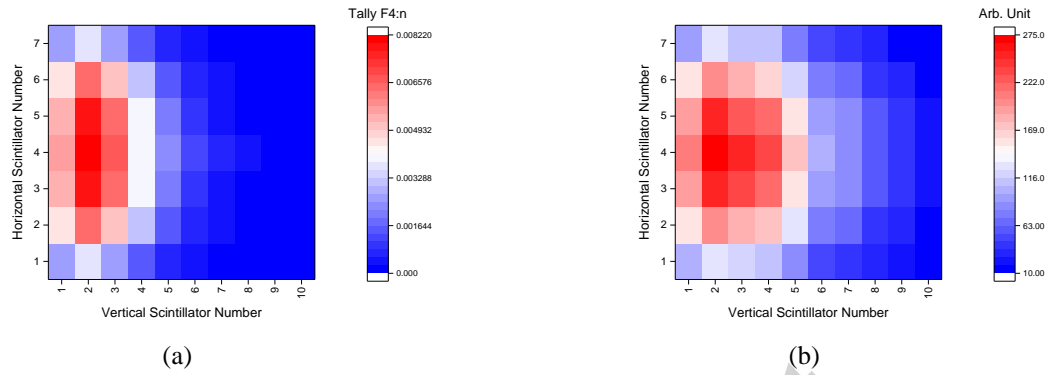 Tally F4:n
0.008220
0.006576
0.004932
0.003288
0.001644
0.000
7
6
5
4
3
2
1
Horizontal Scintillator Number
1 2 3 4 5 6 7 8 9 10
Vertical Scintillator Number
(a)
Arb. Unit
275.0
222.0
169.0
116.0
63.00
10.00
7
6
5
4
3
2
1
Horizontal Scintillator Number
1 2 3 4 5 6 7 8 9 10
Vertical Scintillator Number
(b)